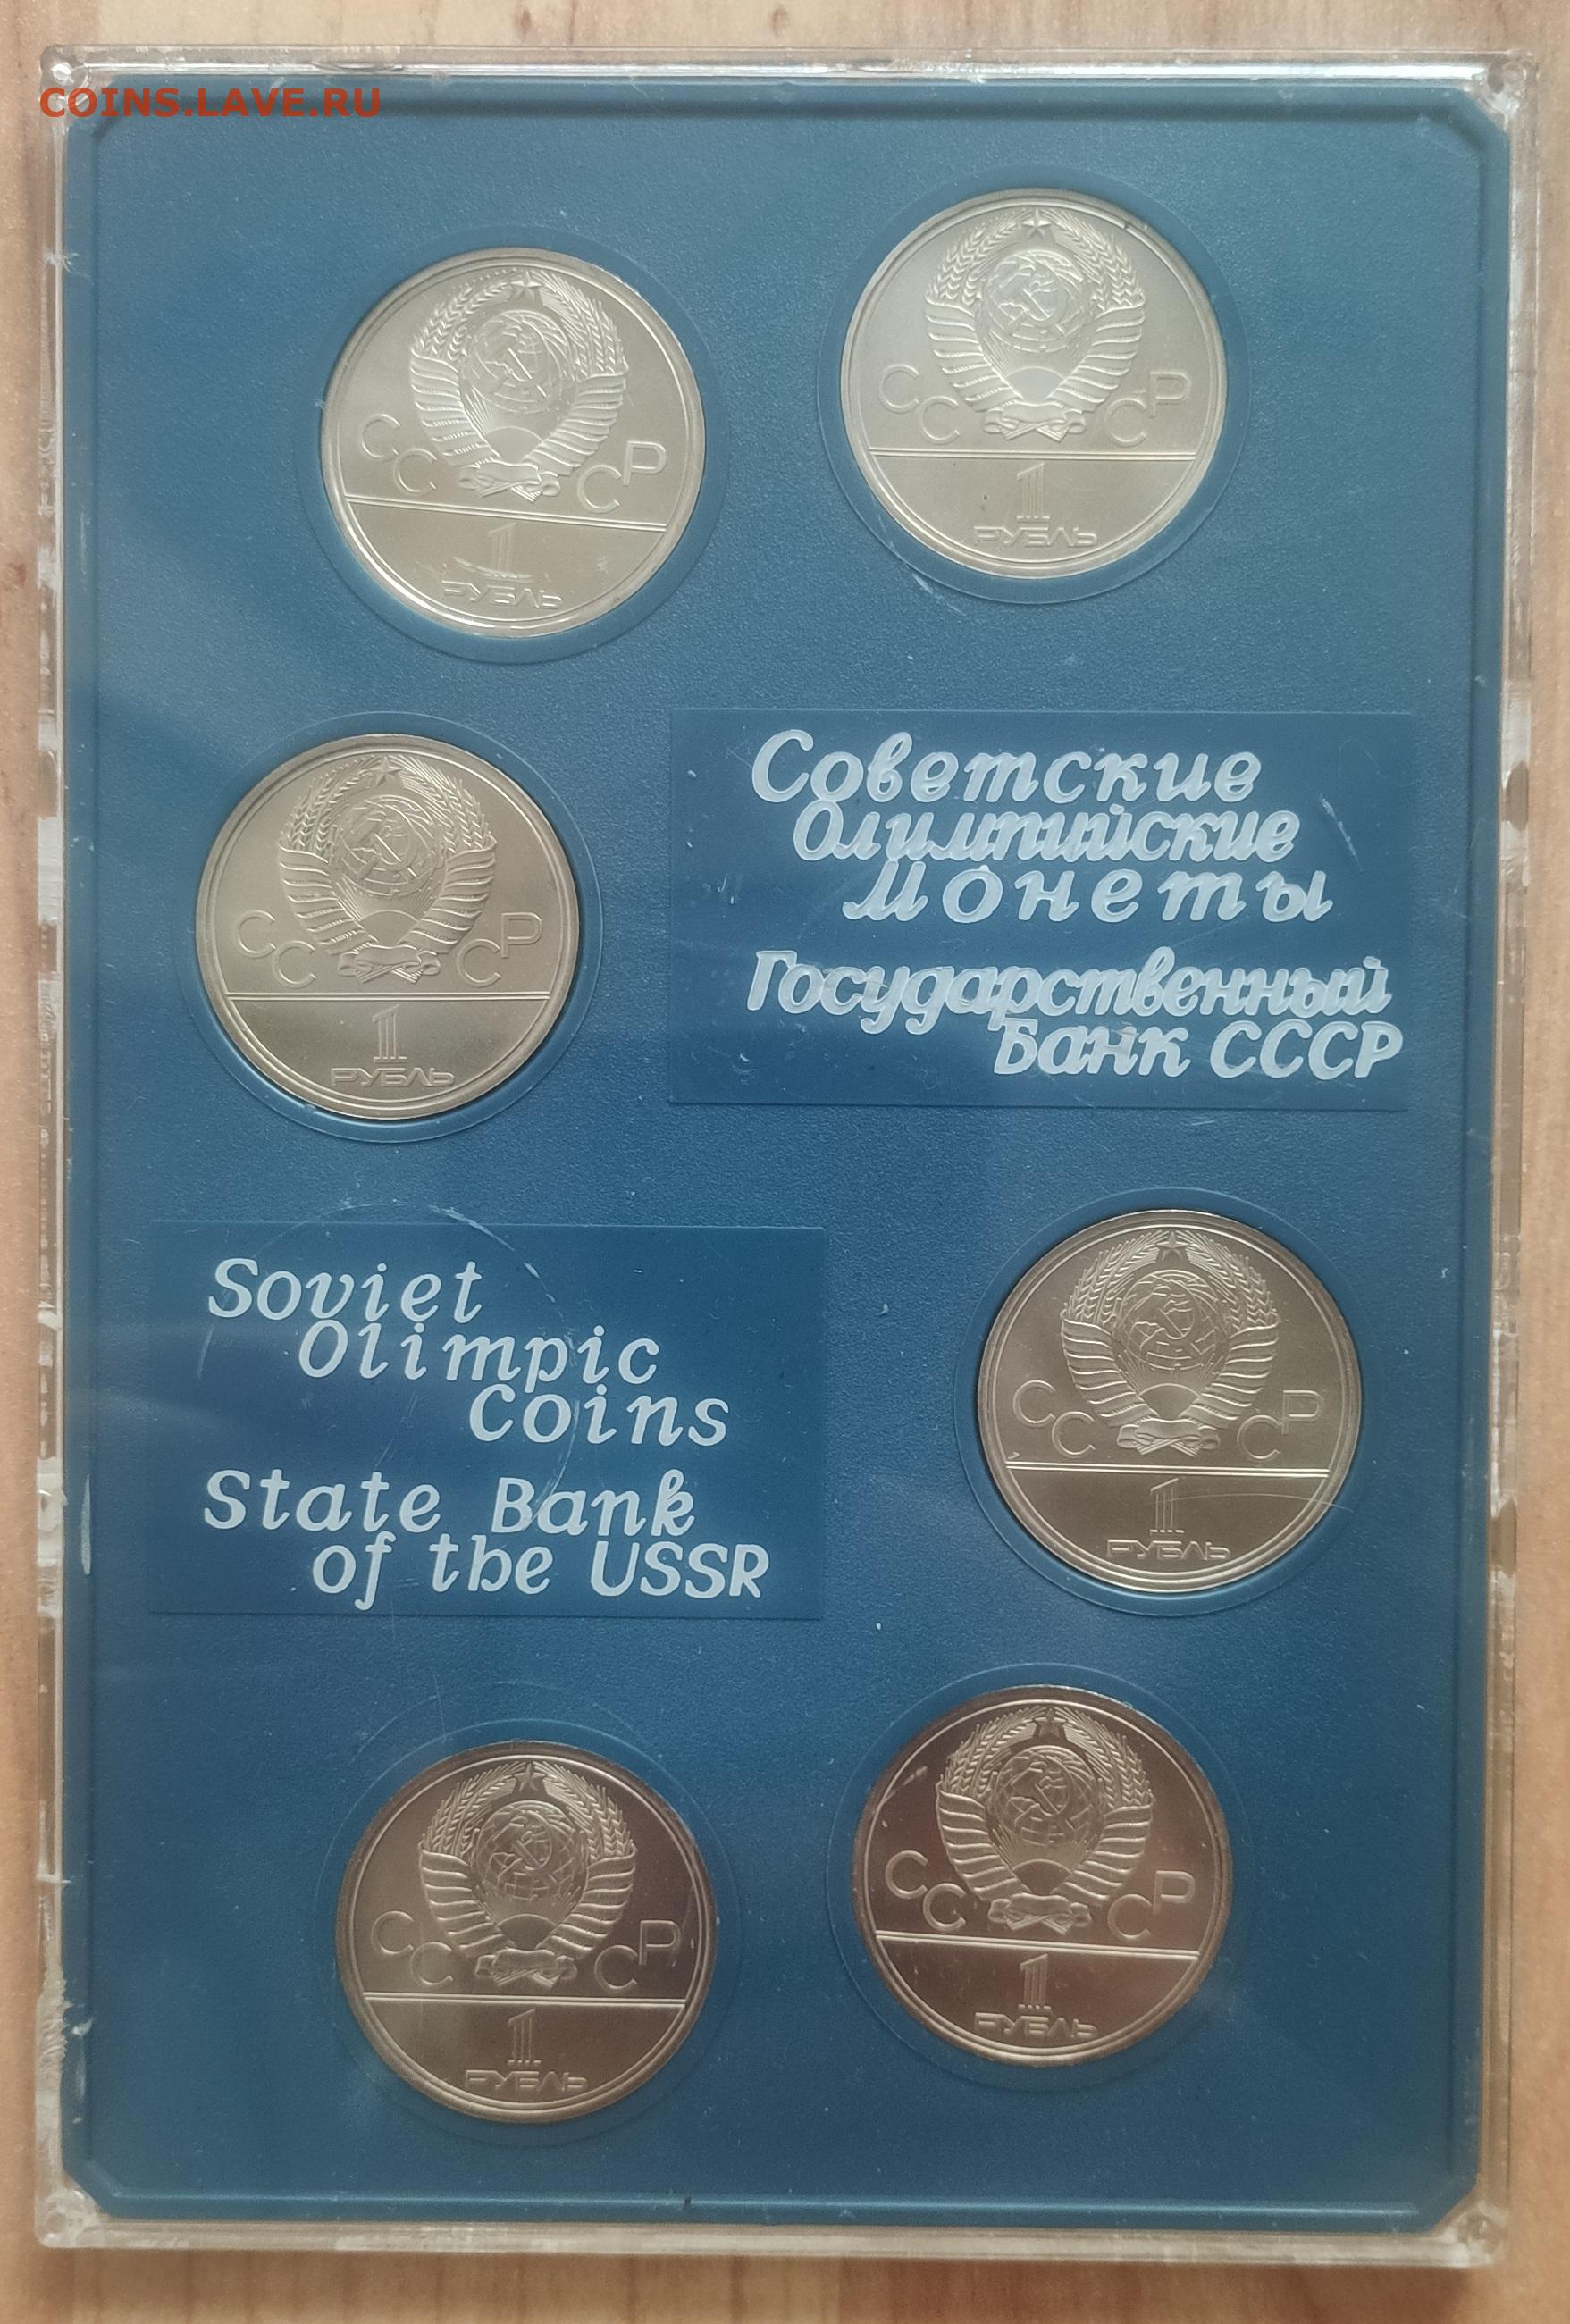 COINS.LAVE.RU
СССР
1
РУБЛЬ
СССР
1
РУБЛЬ
СССР
1
РУБЛЬ
Советские
Олимпийские
Монеты
Государственный
Банк СССР
Soviet
Olimpic
Coins
State Bank
of the USSR
СССР
1
РУБЛЬ
СССР
1
РУБЛЬ
СССР
1
РУБЛЬ